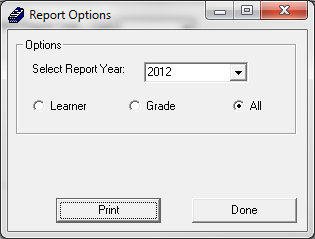 Report Options
Options
Select Report Year: 2012
Learner Grade All
Print Done